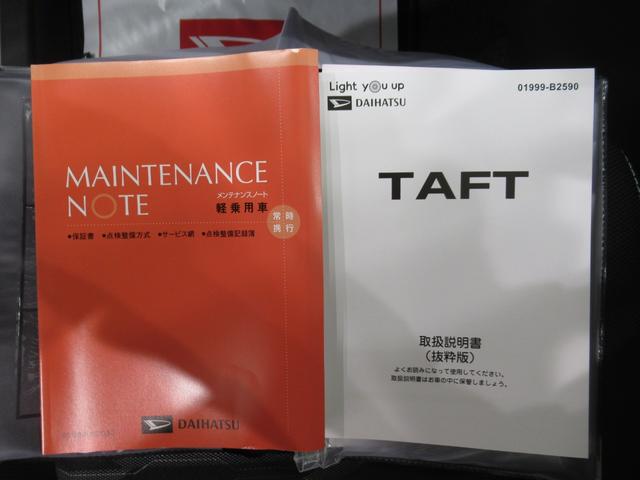 MAINTENANCE
NOTE
メンテナンスノート
軽乗用車
常時
携行
●保証書 ●点検整備方式 ●サービス網 ●点検整備記録簿
DAIHATSU
Light you up
DAIHATSU
01999-B2590
TAFT
取扱説明書
(抜粋版)
よくお読みになって使用してください。
取扱説明書はお車の中に保管しましょう。